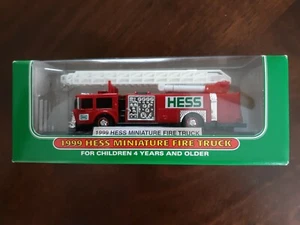 HESS
1999 HESS MINIATURE FIRE TRUCK
1999 HESS MINIATURE FIRE TRUCK
FOR CHILDREN 4 YEARS AND OLDER